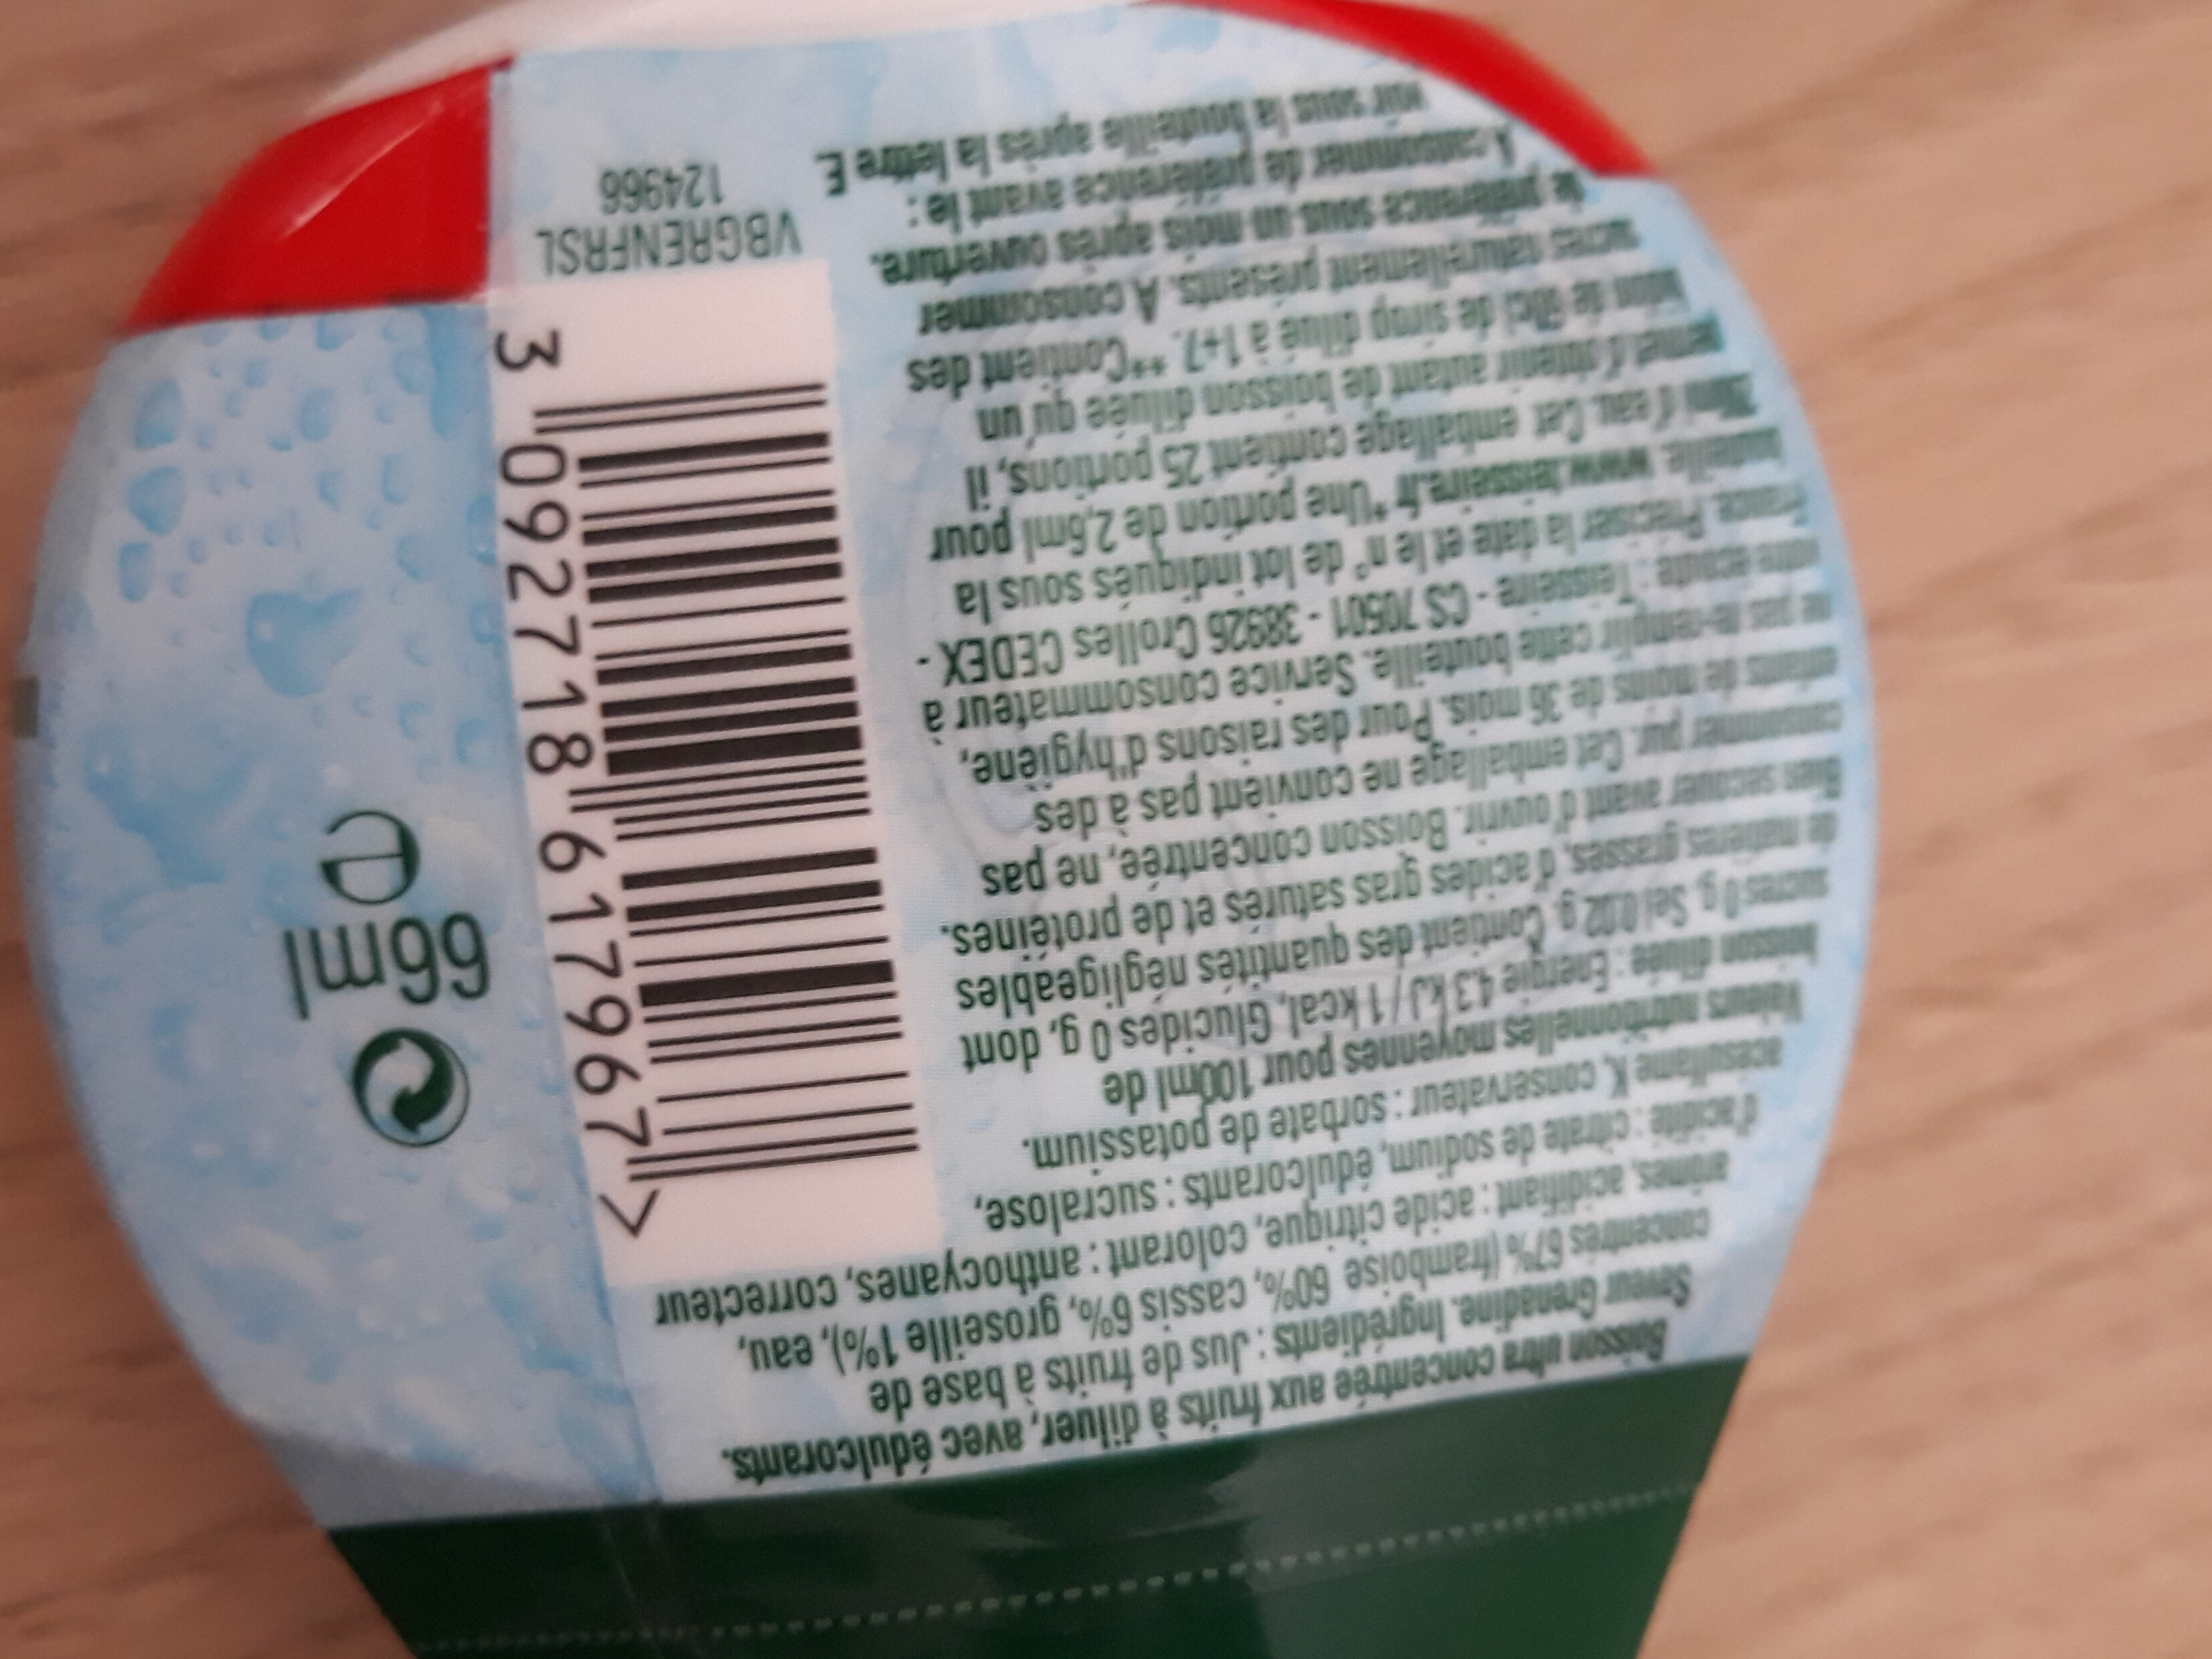 Boisson ultra concentrée aux fruits à diluer, avec édulcorants.
Saveur Grenadine. Ingrédients : Jus de fruits à base de
concentrés 67% (framboise 60%, cassis 6%, groseille 1%), eau,
arômes, acidifiant : acide citrique, colorant : anthocyanes, correcteur
d'acidité : citrate de sodium, édulcorants : sucralose,
acésulfame K, conservateur : sorbate de potassium.
Valeurs nutritionnelles moyennes pour 100ml de
boisson diluée : Energie 4.3 kJ / 1 kcal, Glucides 0 g, dont
sucres 0 g, Sel 0.02 g. Contient des quantités négligeables
de matières grasses, d'acides gras saturés et de protéines.
Bien secouer avant d'ouvrir. Boisson concentrée, ne pas
consommer pur. Cet emballage ne convient pas à des
enfants de moins de 36 mois. Pour des raisons d'hygiène,
ne pas re-remplir cette bouteille. Service consommateur à
votre écoute : Teisseire - CS 70501 - 38926 Crolles CEDEX -
France. Préciser la date et le n° de lot indiqués sous la
bouteille. www.teisseire.fr *Une portion de 2,6ml pour
d'eau. Cet emballage contient 25 portions, il
permet d'obtenir autant de boisson diluée qu'un
de sirop dilué à 1+7. **Contient des
sucres naturellement présents. A consommer
de préférence sous un mois après ouverture.
A consommer de préférence avant le :
voir sous la bouteille après la lettre E.
VBGRENFRSL
124966
3 092718 617967 >
66ml e